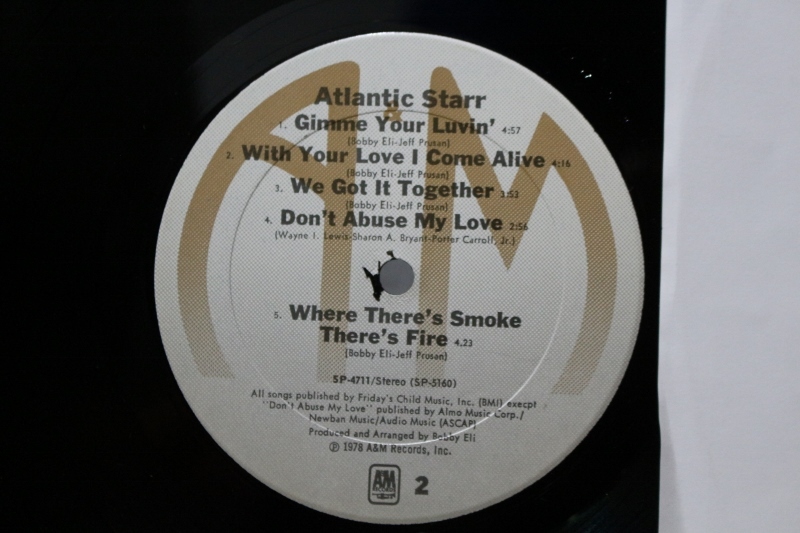 Atlantic Starr
1. Gimme Your Luvin' 4:57
(Bobby Eli-Jeff Prusan)
2. With Your Love I Come Alive 4:16
(Bobby Eli-Jeff Prusan)
3. We Got It Together 3:53
(Bobby Eli-Jeff Prusan)
4. Don't Abuse My Love 2:56
(Wayne I. Lewis-Sharon A. Bryant-Porter Carroll, Jr.)
5. Where There's Smoke
There's Fire 4.23
(Bobby Eli-Jeff Prusan)
SP-4711/Stereo (SP-5160)
All songs published by Friday's Child Music, Inc. (BMI) execpt
"Don't Abuse My Love" published by Almo Music Corp./
Newban Music/Audio Music (ASCAP)
Produced and Arranged by Bobby Eli
℗ 1978 A&M Records, Inc.
A&M
RECORDS
2